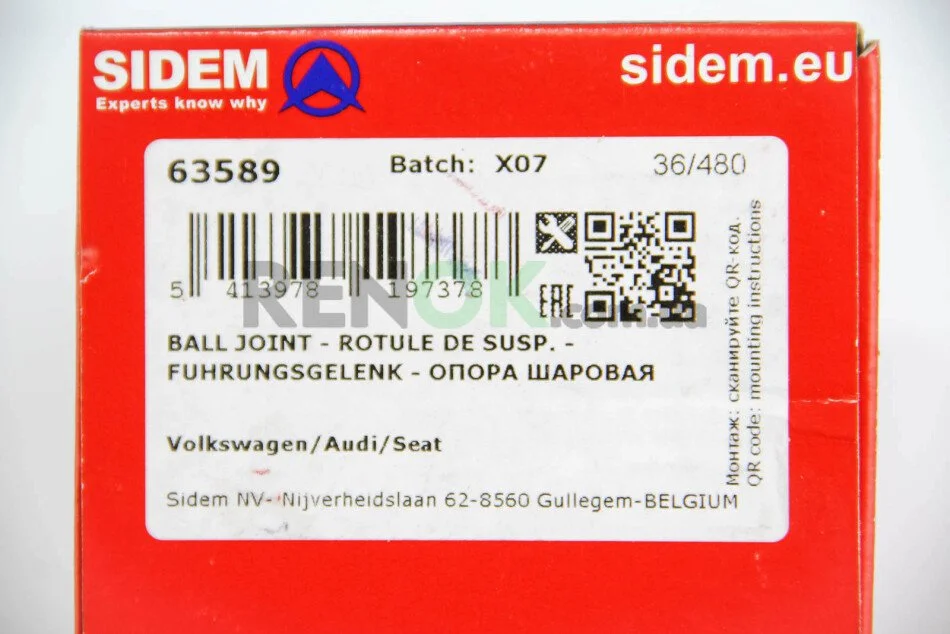 SIDEM
Experts know why
sidem.eu
63589
Batch: X07
36/480
5 413978 197378
EAC
BALL JOINT - ROTULE DE SUSP. -
FUHRUNGSGELENK - ОПОРА ШАРОВАЯ
Volkswagen/Audi/Seat
Sidem NV- Nijverheidslaan 62-8560 Gullegem-BELGIUM
Монтаж: сканируйте QR-код.
QR code: mounting instructions
RENOK.com.ua